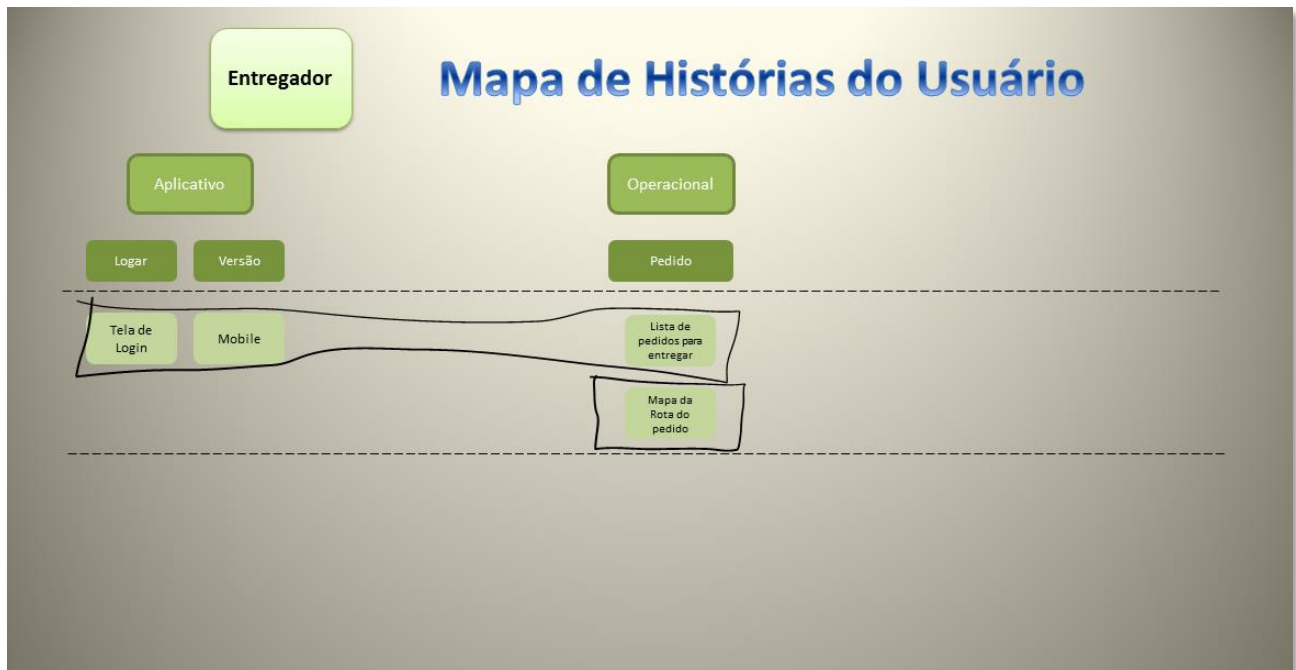 Entregador
Mapa de Histórias do Usuário
Aplicativo
Operacional
Logar
Versão
Pedido
Tela de
Login
Mobile
Lista de
pedidos para
entregar
Mapa da
Rota do
pedido